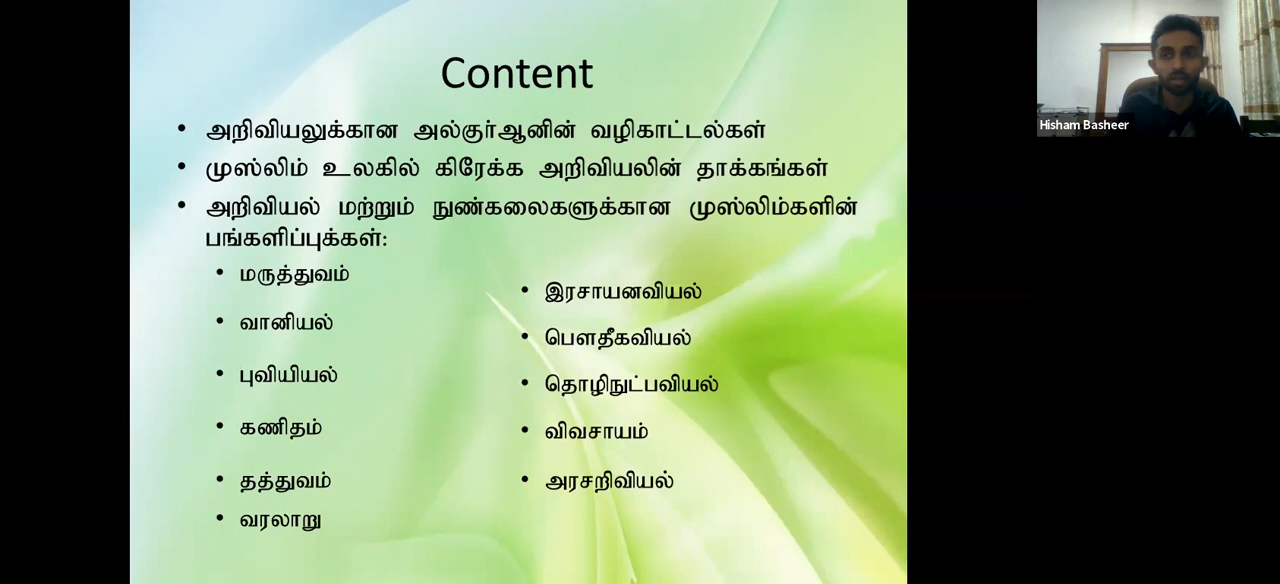 Content
• அறிவியலுக்கான அல்குர்ஆனின் வழிகாட்டல்கள்
• முஸ்லிம் உலகில் கிரேக்க அறிவியலின் தாக்கங்கள்
• அறிவியல் மற்றும் நுண்கலைகளுக்கான முஸ்லிம்களின்
பங்களிப்புக்கள்:
• மருத்துவம்
• வானியல்
• புவியியல்
• கணிதம்
• தத்துவம்
• வரலாறு
• இரசாயனவியல்
• பௌதீகவியல்
• தொழிநுட்பவியல்
• விவசாயம்
• அரசறிவியல்
Hisham Basheer